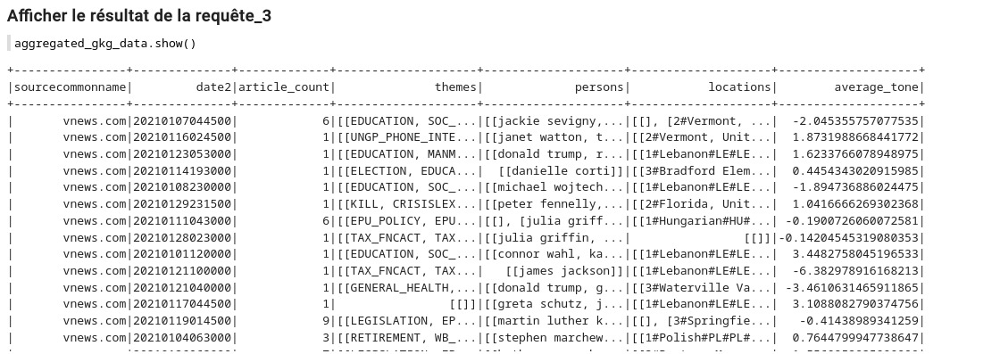 Afficher le résultat de la requête_3
aggregated_gkg_data.show()
+----------------+--------------+-------------+--------------------+--------------------+--------------------+--------------------+
|sourcecommonname|         date2|article_count|              themes|             persons|           locations|        average_tone|
+----------------+--------------+-------------+--------------------+--------------------+--------------------+--------------------+
|       vnews.com|20210107044500|            6|[[EDUCATION, SOC_...|[[jackie sevigny,...|[[], [2#Vermont, ...|  -2.045355757077535|
|       vnews.com|20210116024500|            1|[[UNGP_PHONE_INTE...|[[janet watton, t...|[[2#Vermont, Unit...|  1.8731988668441772|
|       vnews.com|20210123053000|            1|[[EDUCATION, MANM...|[[donald trump, r...|[[1#Lebanon#LE#LE...|  1.6233766078948975|
|       vnews.com|20210114193000|            1|[[ELECTION, EDUCA...|  [[danielle corti]]|[[3#Bradford Elem...|  0.4454343020915985|
|       vnews.com|20210108230000|            1|[[EDUCATION, SOC_...|[[michael wojtech...|[[1#Lebanon#LE#LE...|  -1.894736886024475|
|       vnews.com|20210129231500|            1|[[KILL, CRISISLEX...|[[peter fennelly,...|[[2#Florida, Unit...|  1.0416666269302368|
|       vnews.com|20210111043000|            6|[[EPU_POLICY, EPU...|[[], [julia griff...|[[1#Hungarian#HU#...| -0.1900726060072581|
|       vnews.com|20210128023000|            1|[[TAX_FNCACT, TAX...|[[julia griffin, ...|                [[]]|-0.14204545319080353|
|       vnews.com|20210101120000|            1|[[EDUCATION, SOC_...|[[connor wahl, ka...|[[1#Lebanon#LE#LE...|  3.4482758045196533|
|       vnews.com|20210121100000|            1|[[TAX_FNCACT, TAX...|   [[james jackson]]|[[1#Lebanon#LE#LE...|  -6.382978916168213|
|       vnews.com|20210121040000|            1|[[GENERAL_HEALTH,...|[[donald trump, g...|[[3#Waterville Va...| -3.4610631465911865|
|       vnews.com|20210117044500|            1|                [[]]|[[greta schutz, j...|[[1#Lebanon#LE#LE...|  3.1088082790374756|
|       vnews.com|20210119014500|            9|[[LEGISLATION, EP...|[[martin luther k...|[[], [3#Springfie...|   -0.41438989341259|
|       vnews.com|20210104063000|            3|[[RETIREMENT, WB_...|[[stephen marchew...|[[1#Polish#PL#PL#...|  0.7644799947738647|